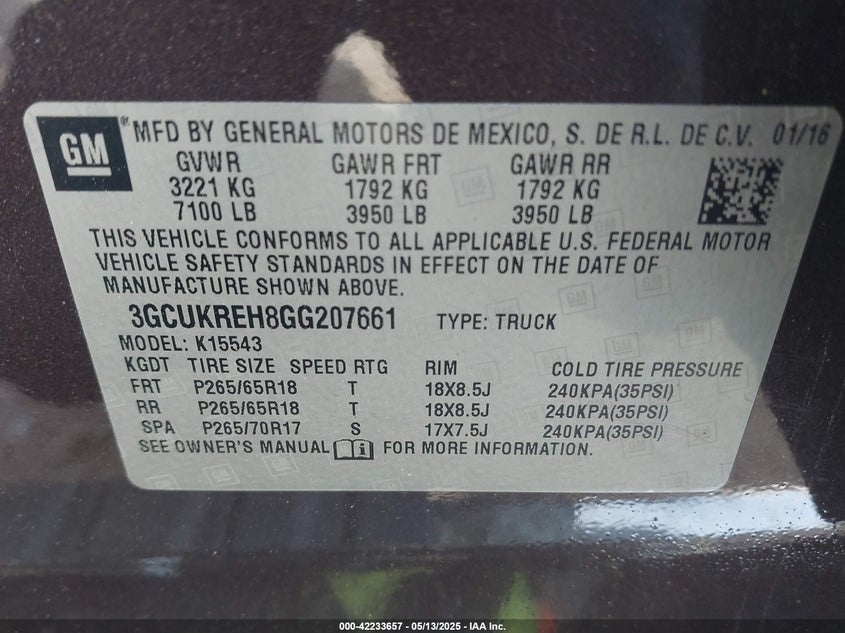 GM ® MFD BY GENERAL MOTORS DE MEXICO, S. DE R.L. DE C.V. 01/16
GVWR GAWR FRT GAWR RR
3221 KG 1792 KG 1792 KG
7100 LB 3950 LB 3950 LB
THIS VEHICLE CONFORMS TO ALL APPLICABLE U.S. FEDERAL MOTOR
VEHICLE SAFETY STANDARDS IN EFFECT ON THE DATE OF
MANUFACTURE SHOWN ABOVE.
3GCUKREH8GG207661 TYPE: TRUCK
MODEL: K15543
KGDT TIRE SIZE SPEED RTG RIM COLD TIRE PRESSURE
FRT P265/65R18 T 18X8.5J 240KPA(35PSI)
RR P265/65R18 T 18X8.5J 240KPA(35PSI)
SPA P265/70R17 S 17X7.5J 240KPA(35PSI)
SEE OWNER'S MANUAL i FOR MORE INFORMATION.
000-42233657 - 05/13/2025 - IAA Inc.